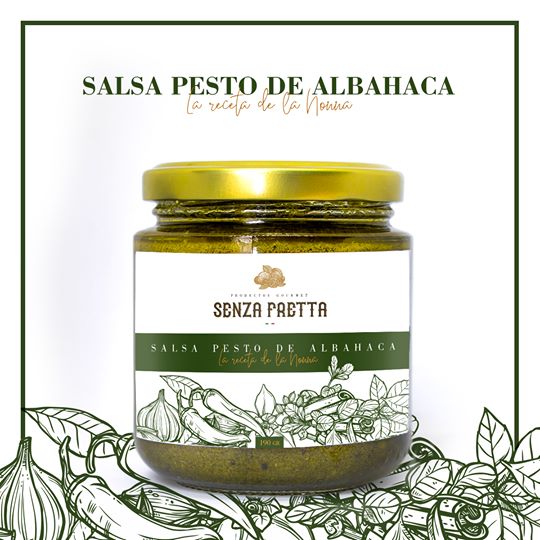 SALSA PESTO DE ALBAHACA
La receta de la Nonna
PRODUCTOS GOURMET
SENZA FRETTA
SALSA PESTO DE ALBAHACA
La receta de la Nonna
190 GR